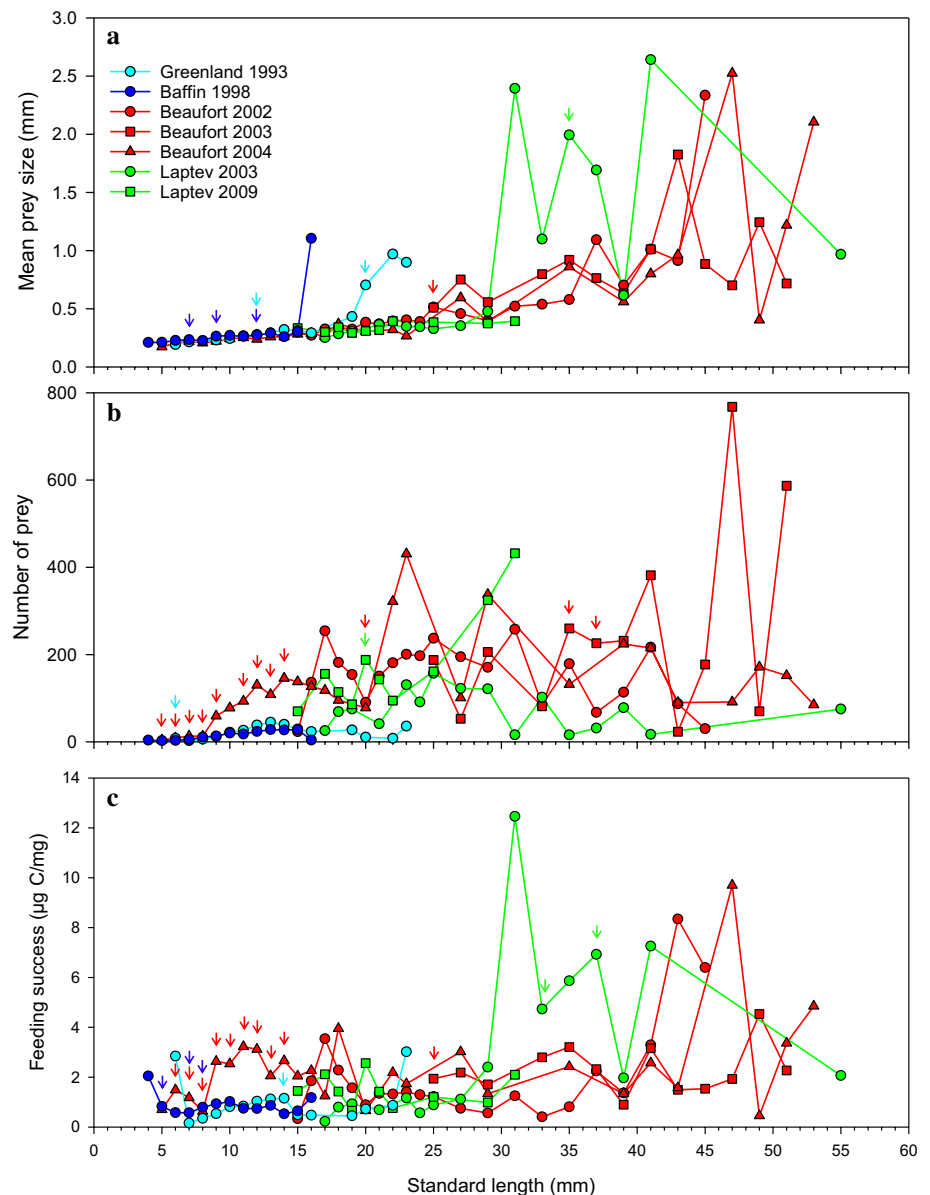 a
Mean prey size (mm)
3.0
2.5
2.0
1.5
1.0
0.5
0.0
Greenland 1993
Baffin 1998
Beaufort 2002
Beaufort 2003
Beaufort 2004
Laptev 2003
Laptev 2009
b
Number of prey
800
600
400
200
0
c
Feeding success (µg C/mg)
14
12
10
8
6
4
2
0
0 5 10 15 20 25 30 35 40 45 50 55 60
Standard length (mm)